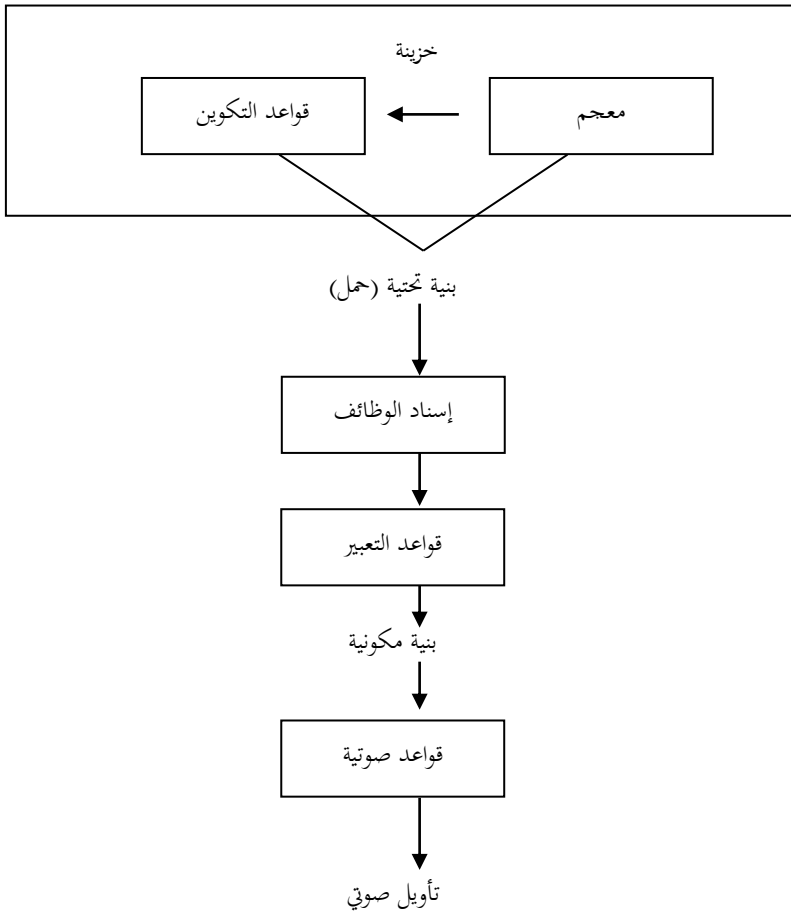 خزينة
معجم
قواعد التكوين
بنية تحتية (حمل)
إسناد الوظائف
قواعد التعبير
بنية مكونية
قواعد صوتية
تأويل صوتي